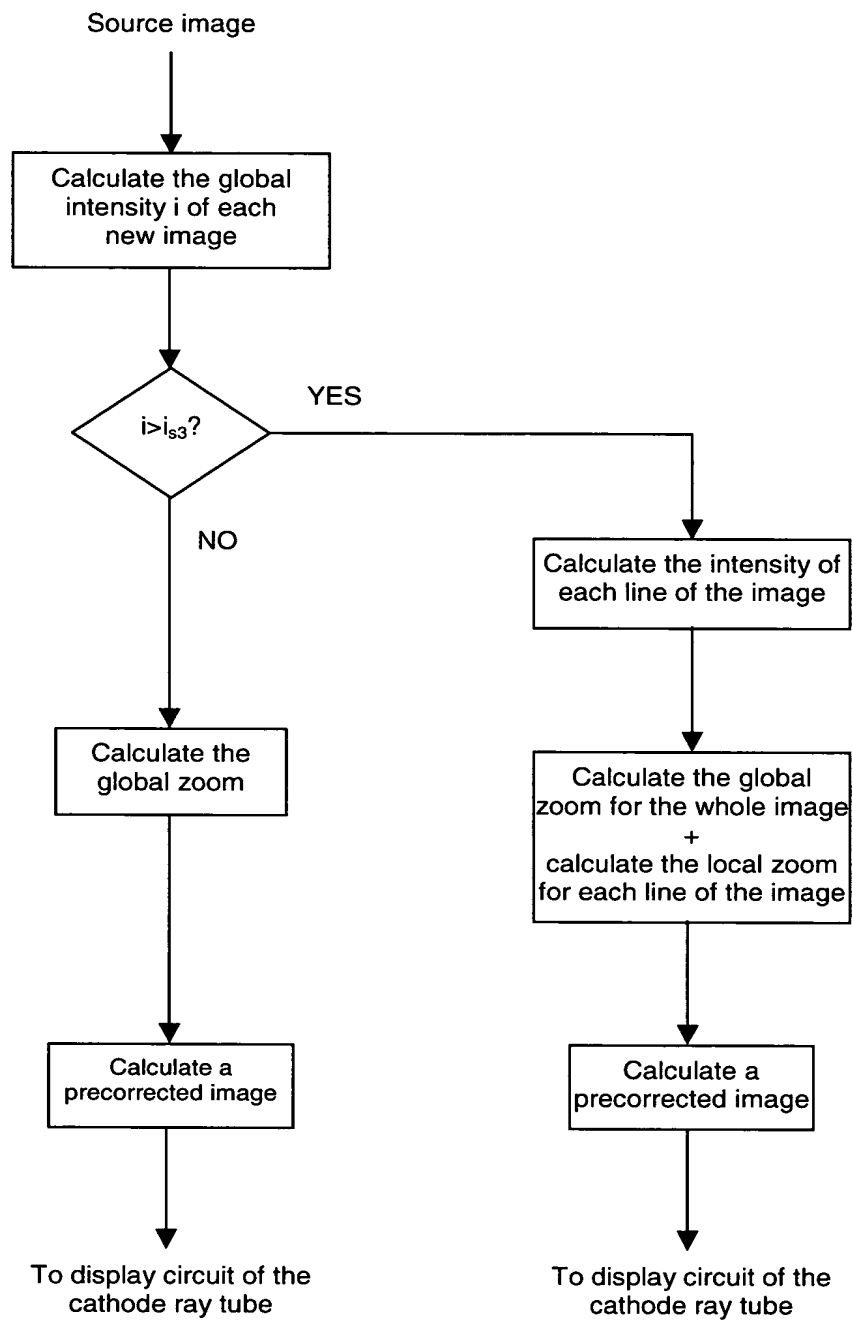 Source image
Calculate the global
intensity i of each
new image
i>is3?
YES
NO
Calculate the intensity of
each line of the image
Calculate the
global zoom
Calculate the global
zoom for the whole image
+
calculate the local zoom
for each line of the image
Calculate a
precorrected image
Calculate a
precorrected image
To display circuit of the
cathode ray tube
To display circuit of the
cathode ray tube